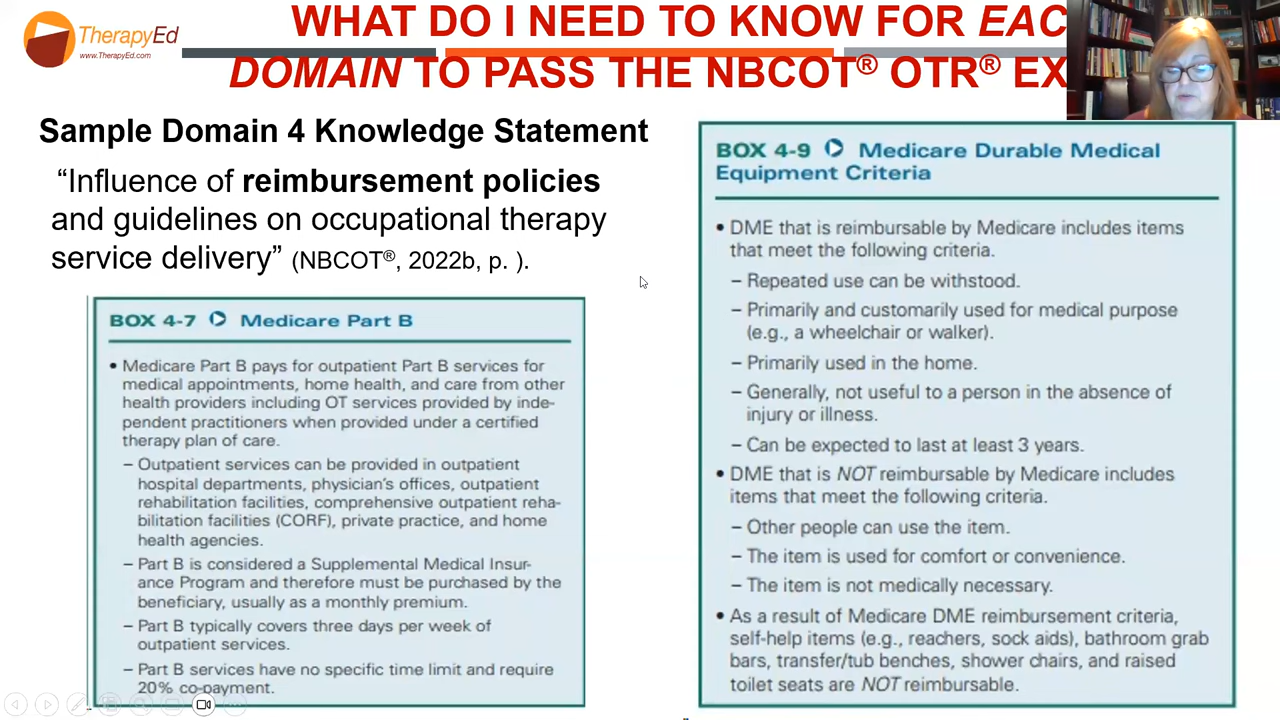 TherapyEd
www.TherapyEd.com
WHAT DO I NEED TO KNOW FOR EAC
DOMAIN TO PASS THE NBCOT® OTR® EX
Sample Domain 4 Knowledge Statement
“Influence of reimbursement policies
and guidelines on occupational therapy
service delivery” (NBCOT®, 2022b, p. ).
BOX 4-7 Medicare Part B
• Medicare Part B pays for outpatient Part B services for
medical appointments, home health, and care from other
health providers including OT services provided by inde-
pendent practitioners when provided under a certified
therapy plan of care.
– Outpatient services can be provided in outpatient
hospital departments, physician's offices, outpatient
rehabilitation facilities, comprehensive outpatient reha-
bilitation facilities (CORF), private practice, and home
health agencies.
– Part B is considered a Supplemental Medical Insur-
ance Program and therefore must be purchased by the
beneficiary, usually as a monthly premium.
– Part B typically covers three days per week of
outpatient services.
– Part B services have no specific time limit and require
20% co-payment.
BOX 4-9 Medicare Durable Medical
Equipment Criteria
• DME that is reimbursable by Medicare includes items
that meet the following criteria.
– Repeated use can be withstood.
– Primarily and customarily used for medical purpose
(e.g., a wheelchair or walker).
– Primarily used in the home.
– Generally, not useful to a person in the absence of
injury or illness.
– Can be expected to last at least 3 years.
• DME that is NOT reimbursable by Medicare includes
items that meet the following criteria.
– Other people can use the item.
– The item is used for comfort or convenience.
– The item is not medically necessary.
• As a result of Medicare DME reimbursement criteria,
self-help items (e.g., reachers, sock aids), bathroom grab
bars, transfer/tub benches, shower chairs, and raised
toilet seats are NOT reimbursable.